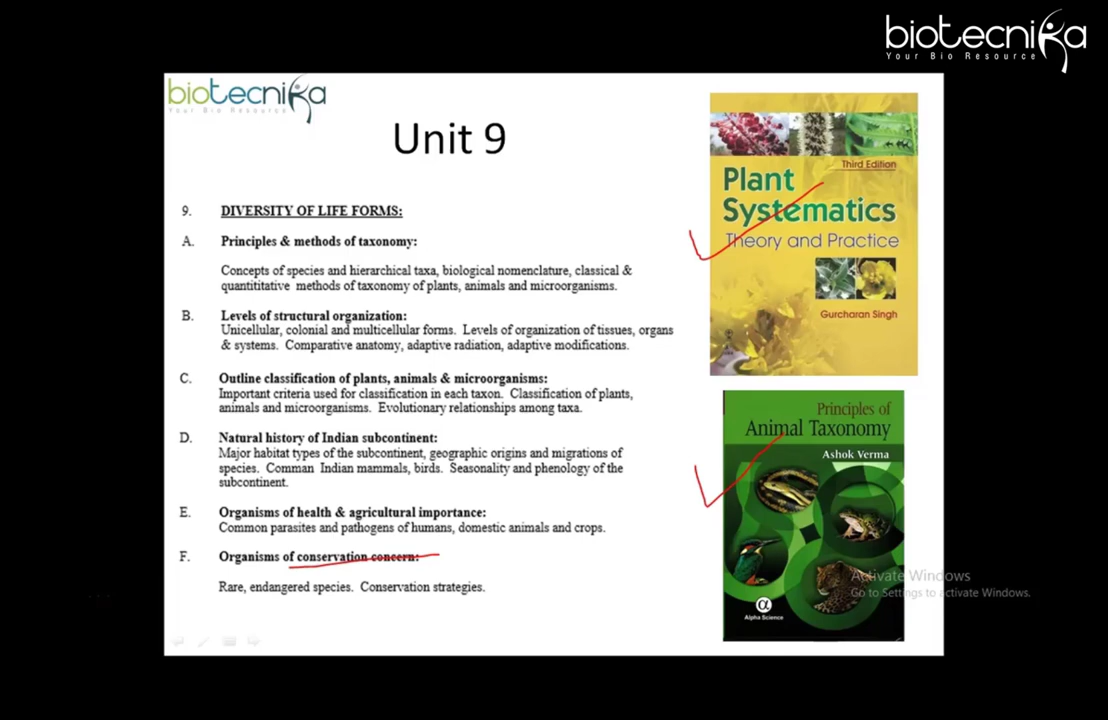 biotecnika
Your Bio Resource
biotecnika
Your Bio Resource
Unit 9
9. DIVERSITY OF LIFE FORMS:
A. Principles & methods of taxonomy:
Concepts of species and hierarchical taxa, biological nomenclature, classical &
quantititative methods of taxonomy of plants, animals and microorganisms.
B. Levels of structural organization:
Unicellular, colonial and multicellular forms. Levels of organization of tissues, organs
& systems. Comparative anatomy, adaptive radiation, adaptive modifications.
C. Outline classification of plants, animals & microorganisms:
Important criteria used for classification in each taxon. Classification of plants,
animals and microorganisms. Evolutionary relationships among taxa.
D. Natural history of Indian subcontinent:
Major habitat types of the subcontinent, geographic origins and migrations of
species. Comman Indian mammals, birds. Seasonality and phenology of the
subcontinent.
E. Organisms of health & agricultural importance:
Common parasites and pathogens of humans, domestic animals and crops.
F. Organisms of conservation concern:
Rare, endangered species. Conservation strategies.
Third Edition
Plant
Systematics
Theory and Practice
Gurcharan Singh
Principles of
Animal Taxonomy
Ashok Verma
α
Alpha Science
Activate Windows
Go to Settings to activate Windows.